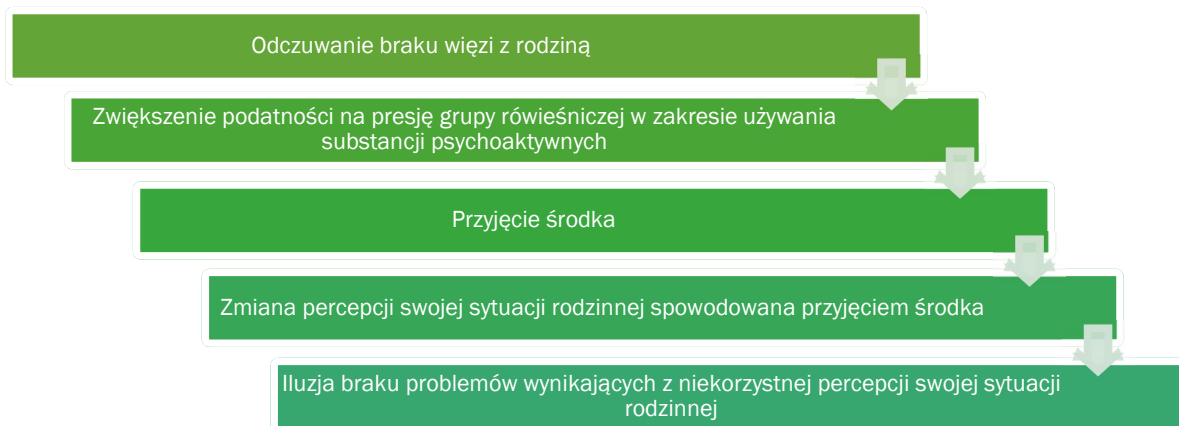 Odczuwanie braku więzi z rodziną
Zwiększenie podatności na presję grupy rówieśniczej w zakresie używania
substancji psychoaktywnych
Przyjęcie środka
Zmiana percepcji swojej sytuacji rodzinnej spowodowana przyjęciem środka
Iluzja braku problemów wynikających z niekorzystnej percepcji swojej sytuacji
rodzinnej